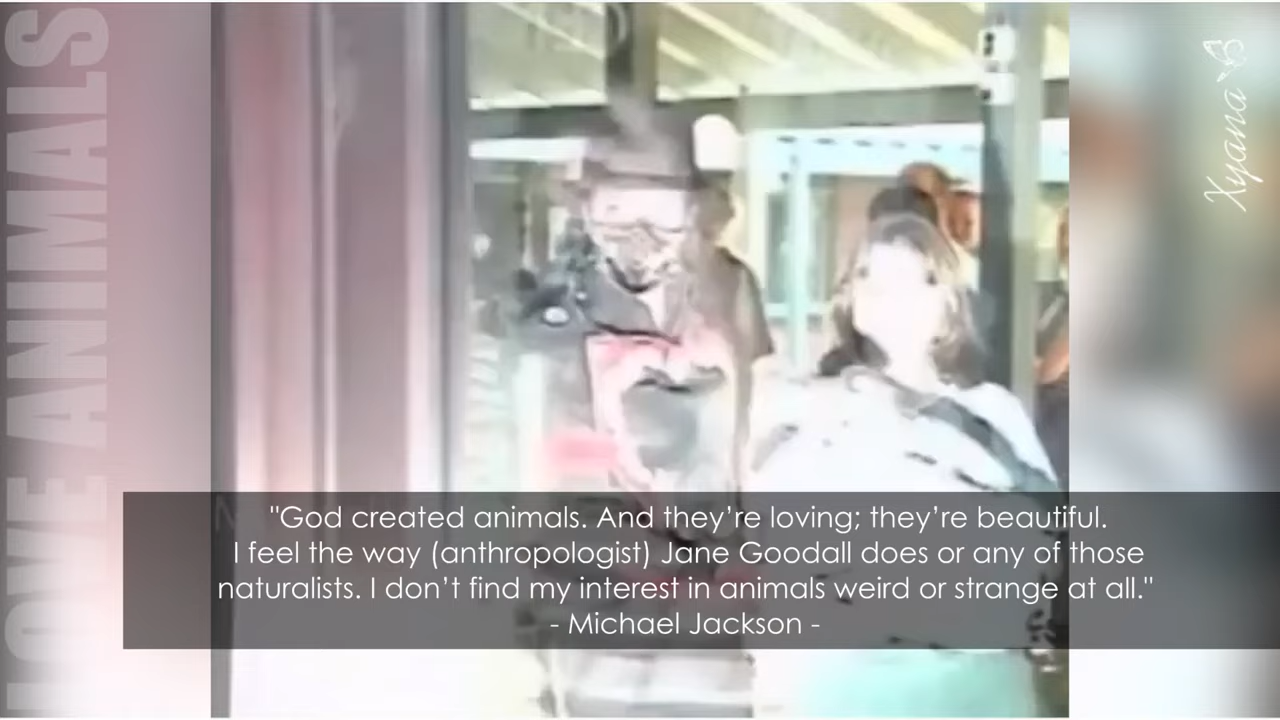 LOVE ANIMALS
Xyana
"God created animals. And they're loving; they're beautiful.
I feel the way (anthropologist) Jane Goodall does or any of those
naturalists. I don't find my interest in animals weird or strange at all."
- Michael Jackson -